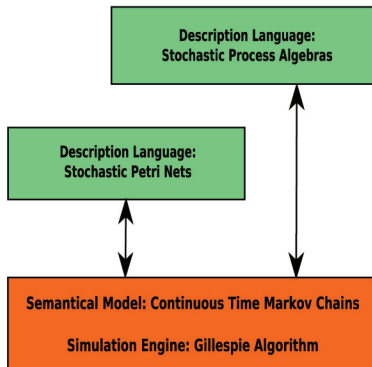 Description Language:
Stochastic Process Algebras
Description Language:
Stochastic Petri Nets
Semantical Model: Continuous Time Markov Chains
Simulation Engine: Gillespie Algorithm